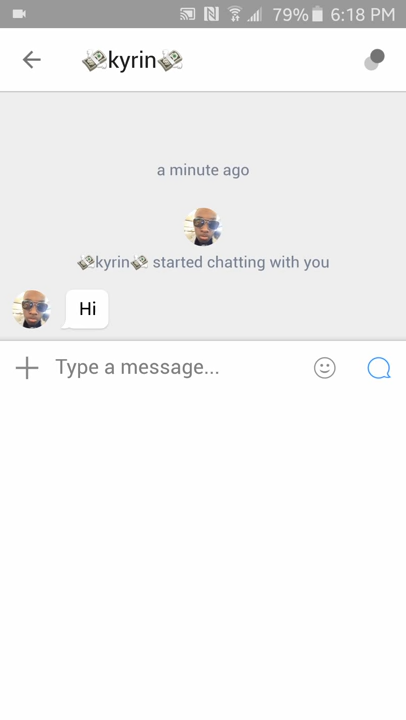 79% 6:18 PM
💸kyrin💸
a minute ago
💸kyrin💸 started chatting with you
Hi
Type a message...